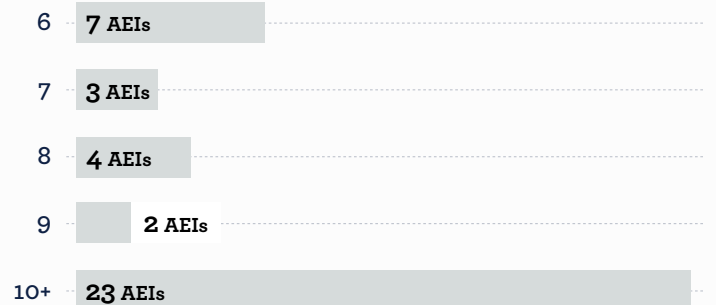 6 7 AEIs
7 3 AEIs
8 4 AEIs
9 2 AEIs
10+ 23 AEIs